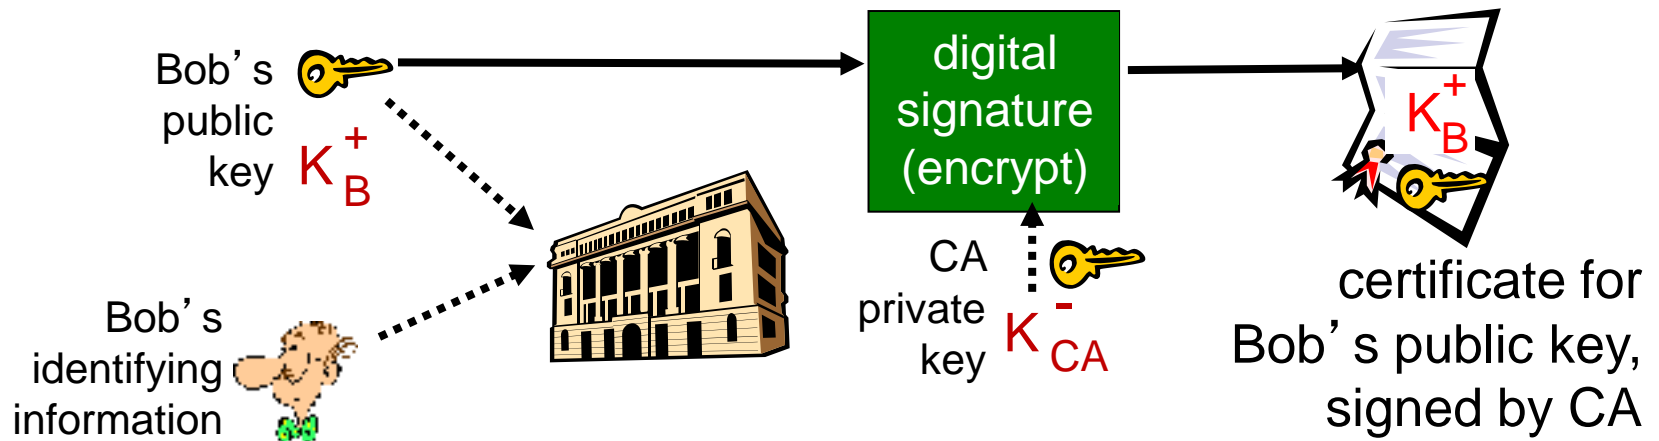 Bob’s
public
key
K
+
B
digital
signature
(encrypt)
K
+
B
CA
private
key
K
-
CA
certificate for
Bob’s public key,
signed by CA
Bob’s
identifying
information